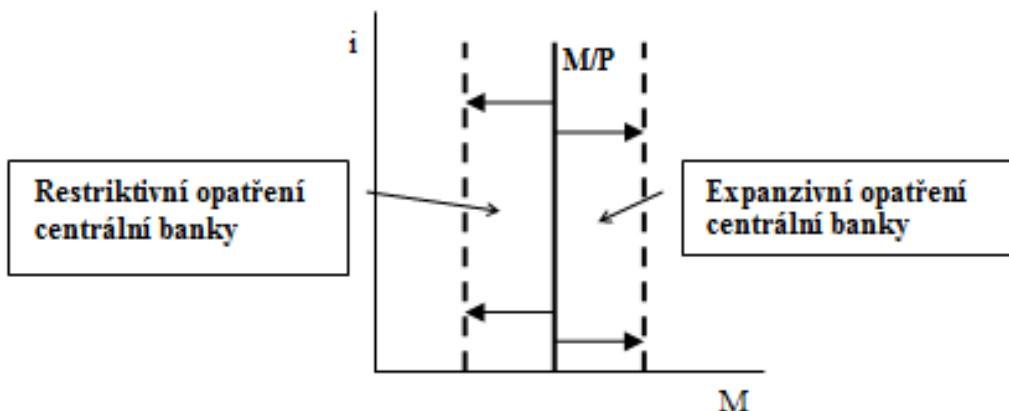 i
M/P
Restriktivní opatření
centrální banky
Expanzivní opatření
centrální banky
M